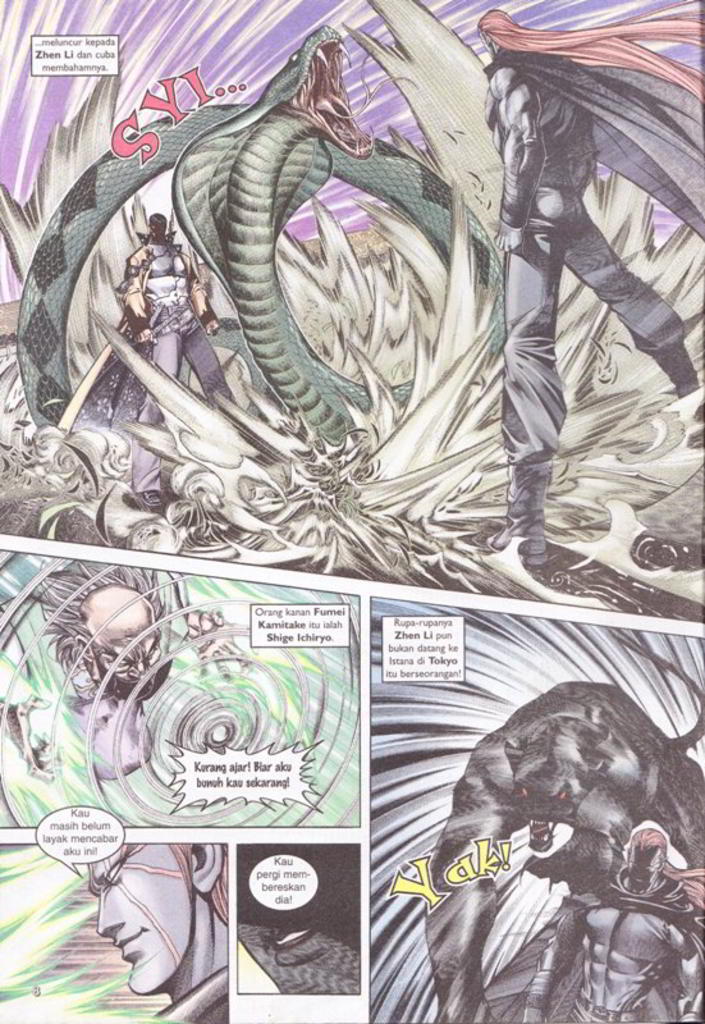 ...meluncur kepada
Zhen Li dan cuba
membahamnya.
SYI...
Orang kanan Fumei
Kamitake itu ialah
Shige Ichiryo.
Kurang ajar! Biar aku
bunuh kau sekarang!
Rupa-rupanya
Zhen Li pun
bukan datang ke
Istana di Tokyo
itu berseorangan!
Kau
masih belum
layak mencabar
aku ini!
Kau
pergi mem-
bereskan
dia!
Yak!
8